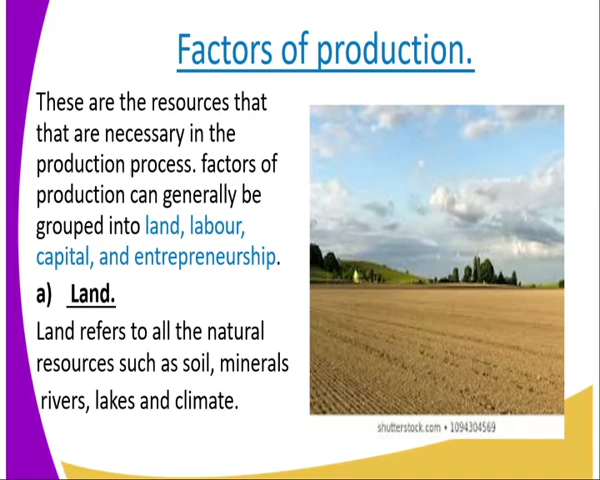 Factors of production.
These are the resources that
that are necessary in the
production process. factors of
production can generally be
grouped into land, labour,
capital, and entrepreneurship.
a) Land.
Land refers to all the natural
resources such as soil, minerals
rivers, lakes and climate.
shutterstock.com • 1094304569